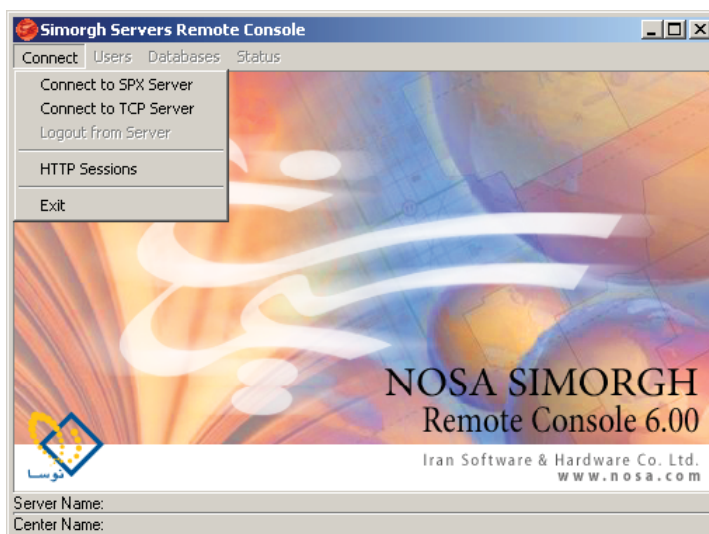 Simorgh Servers Remote Console
Connect Users Databases Status
Connect to SPX Server
Connect to TCP Server
Logout from Server
HTTP Sessions
Exit
سیمرغ
NOSA SIMORGH
Remote Console 6.00
نوسا
Iran Software & Hardware Co. Ltd.
www.nosa.com
Server Name:
Center Name: